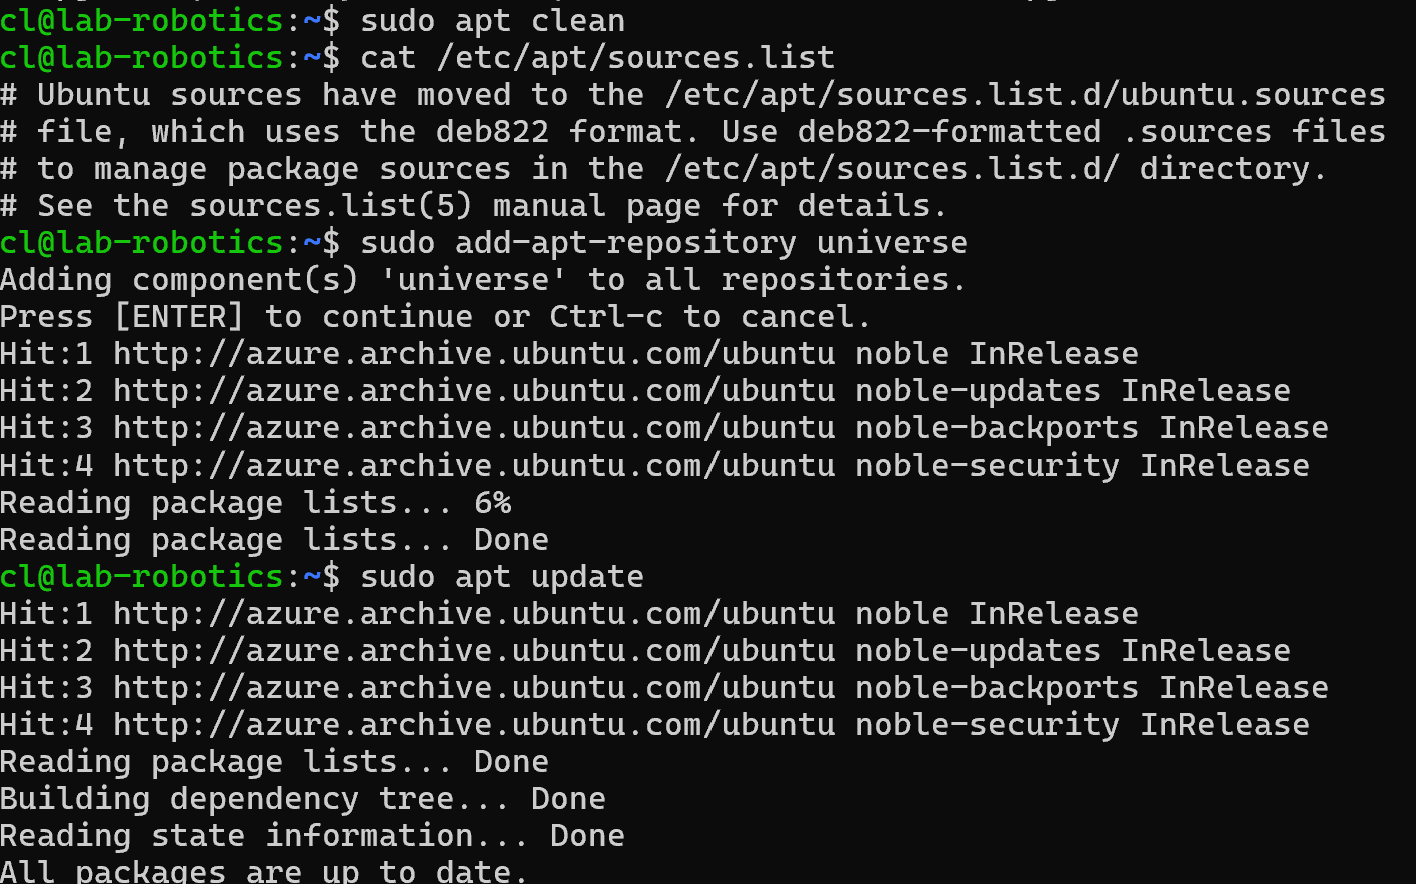 cl@lab-robotics:~$ sudo apt clean
cl@lab-robotics:~$ cat /etc/apt/sources.list
# Ubuntu sources have moved to the /etc/apt/sources.list.d/ubuntu.sources
# file, which uses the deb822 format. Use deb822-formatted .sources files
# to manage package sources in the /etc/apt/sources.list.d/ directory.
# See the sources.list(5) manual page for details.
cl@lab-robotics:~$ sudo add-apt-repository universe
Adding component(s) 'universe' to all repositories.
Press [ENTER] to continue or Ctrl-c to cancel.
Hit:1 http://azure.archive.ubuntu.com/ubuntu noble InRelease
Hit:2 http://azure.archive.ubuntu.com/ubuntu noble-updates InRelease
Hit:3 http://azure.archive.ubuntu.com/ubuntu noble-backports InRelease
Hit:4 http://azure.archive.ubuntu.com/ubuntu noble-security InRelease
Reading package lists... 6%
Reading package lists... Done
cl@lab-robotics:~$ sudo apt update
Hit:1 http://azure.archive.ubuntu.com/ubuntu noble InRelease
Hit:2 http://azure.archive.ubuntu.com/ubuntu noble-updates InRelease
Hit:3 http://azure.archive.ubuntu.com/ubuntu noble-backports InRelease
Hit:4 http://azure.archive.ubuntu.com/ubuntu noble-security InRelease
Reading package lists... Done
Building dependency tree... Done
Reading state information... Done
All packages are up to date.